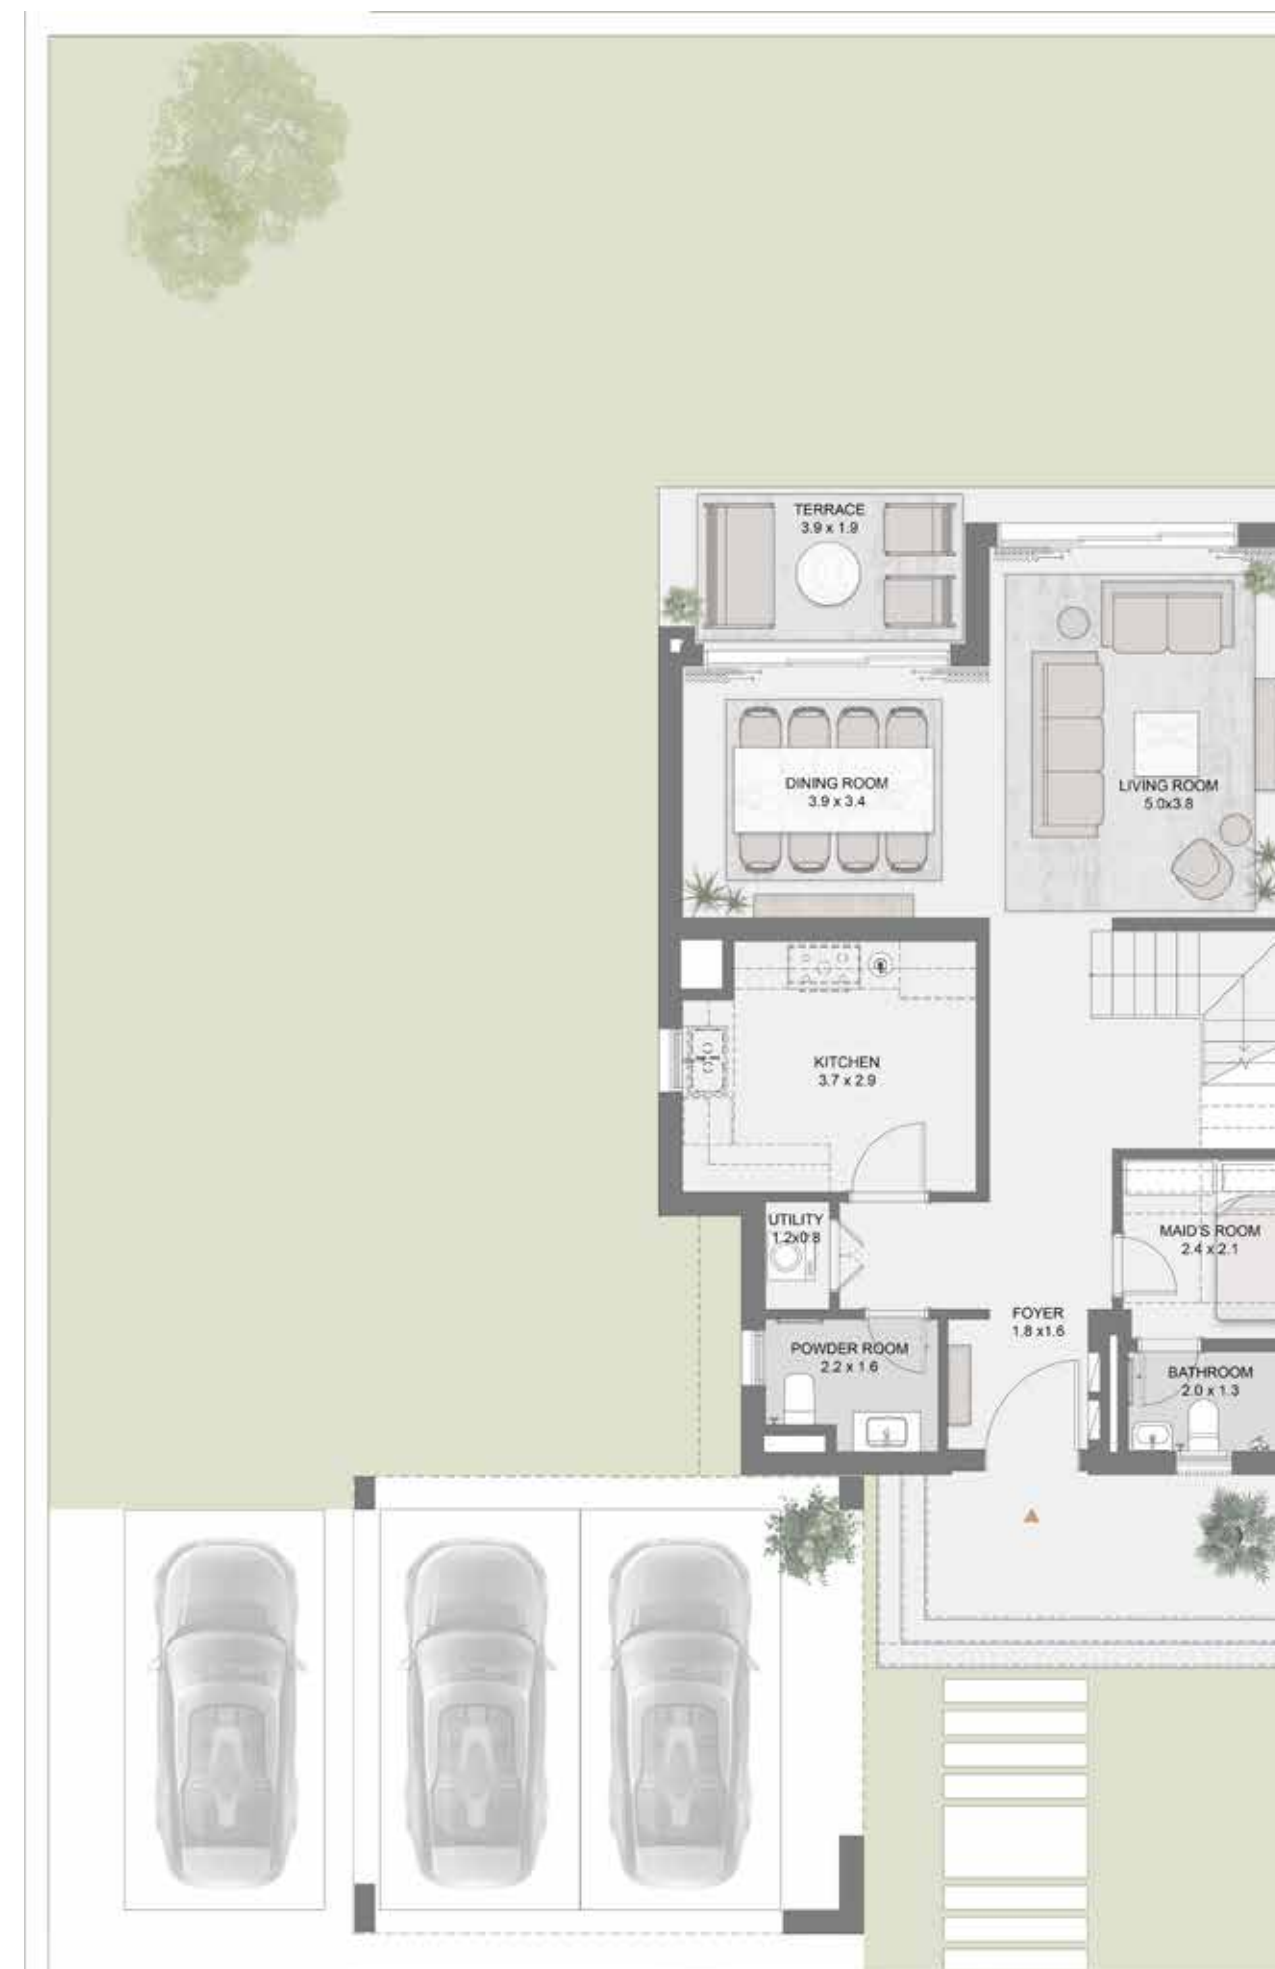 TERRACE
3.9 x 1.9
DINING ROOM
3.9 x 3.4
LIVING ROOM
5.0x3.8
KITCHEN
3.7 x 2.9
UTILITY
1.2x0.8
MAID'S ROOM
2.4 x 2.1
FOYER
1.8 x1.6
POWDER ROOM
2.2 x 1.6
BATHROOM
2.0 x 1.3